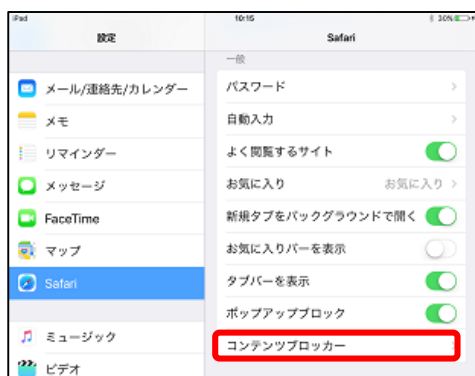 iPad
10:15
30%
設定
Safari
メール/連絡先/カレンダー
メモ
リマインダー
メッセージ
FaceTime
マップ
Safari
ミュージック
ビデオ
一般
パスワード
自動入力
よく閲覧するサイト
お気に入り
お気に入り
新規タブをバックグラウンドで開く
お気に入りバーを表示
タブバーを表示
ポップアップブロック
コンテンツブロッカー